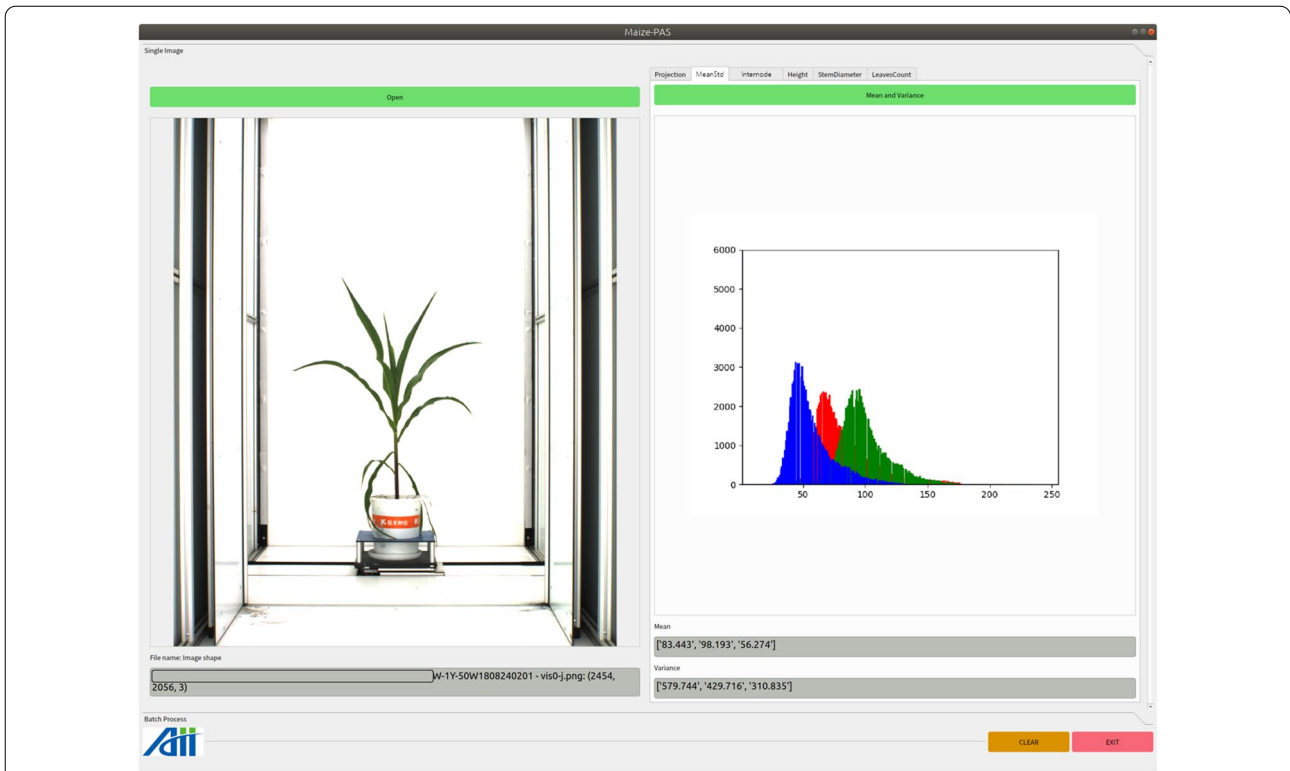 Maize-PAS
Single Image
Open
File name: Image shape
W-1Y-50W1808240201 - vis0-j.png: (2454,
2056, 3)
Projection MeanStd Internode Height StemDiameter LeavesCount
Mean and Variance
6000
5000
4000
3000
2000
1000
0
50 100 150 200 250
Mean
['83.443', '98.193', '56.274']
Variance
['579.744', '429.716', '310.835']
Batch Process
Aii
CLEAR EXIT